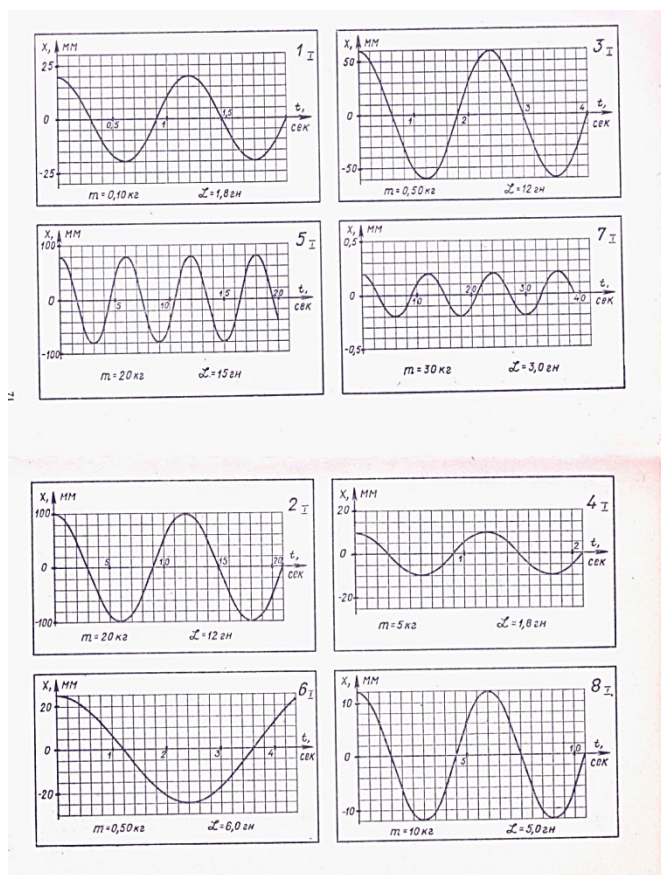 X, мм
1 I
25
0
0,5
1
1,5
t,
сек
-25
m = 0,10 кг L = 1,8 гн
X, мм
3 I
50
0
1
2
3
4
t,
сек
-50
m = 0,50 кг L = 12 гн
X, мм
5 I
100
0
5
10
1,5
20
t,
сек
-100
m = 20 кг L = 15 гн
X, мм
7 I
0,5
0
10
20
30
40
t,
сек
-0,5
m = 30 кг L = 3,0 гн
X, мм
2 I
100
0
5
10
15
20
t,
сек
-100
m = 20 кг L = 12 гн
X, мм
4 I
20
0
1
2
t,
сек
-20
m = 5 кг L = 1,8 гн
X, мм
6 I
20
0
1
2
3
4
t,
сек
-20
m = 0,50 кг L = 6,0 гн
X, мм
8 I
10
0
5
10
t,
сек
-10
m = 10 кг L = 5,0 гн